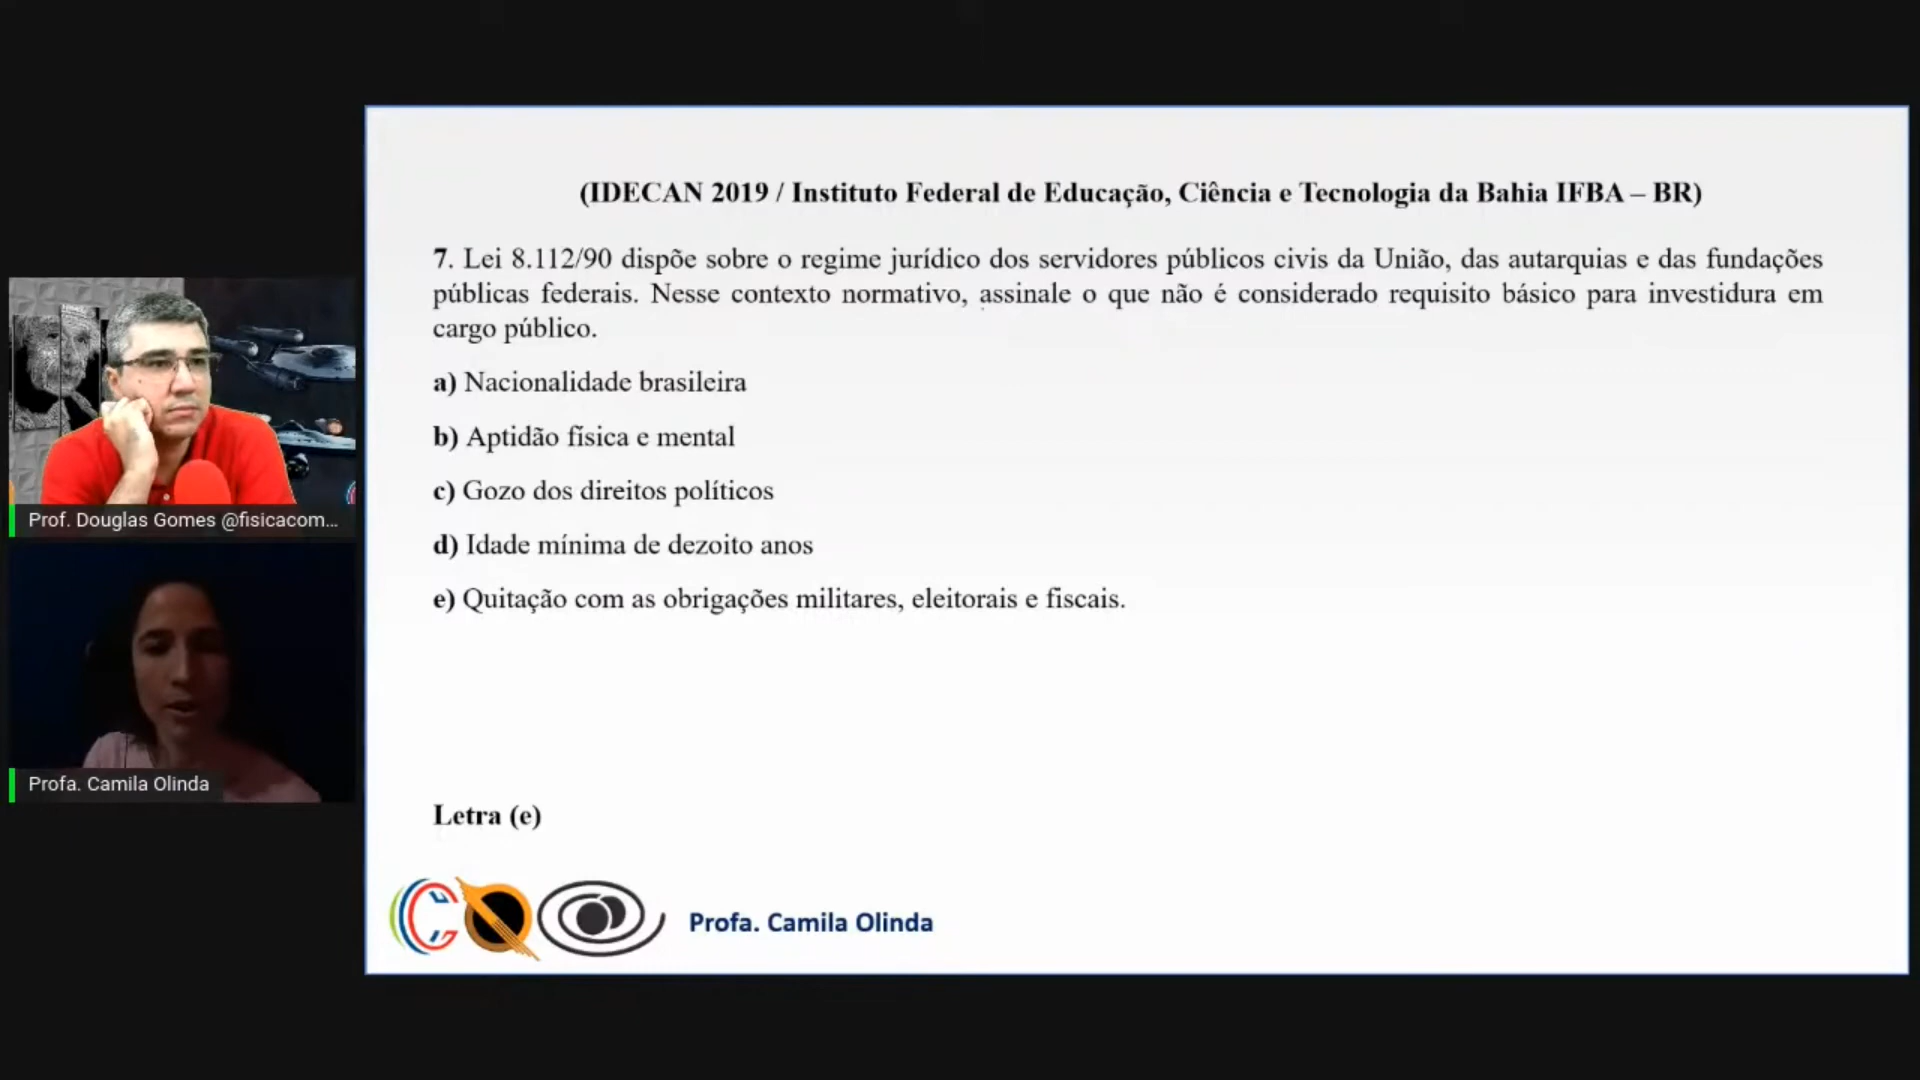 (IDECAN 2019 / Instituto Federal de Educação, Ciência e Tecnologia da Bahia IFBA – BR)
7. Lei 8.112/90 dispõe sobre o regime jurídico dos servidores públicos civis da União, das autarquias e das fundações
públicas federais. Nesse contexto normativo, assinale o que não é considerado requisito básico para investidura em
cargo público.
a) Nacionalidade brasileira
b) Aptidão física e mental
c) Gozo dos direitos políticos
d) Idade mínima de dezoito anos
e) Quitação com as obrigações militares, eleitorais e fiscais.
Letra (e)
Profa. Camila Olinda
Prof. Douglas Gomes @fisicacom...
Profa. Camila Olinda